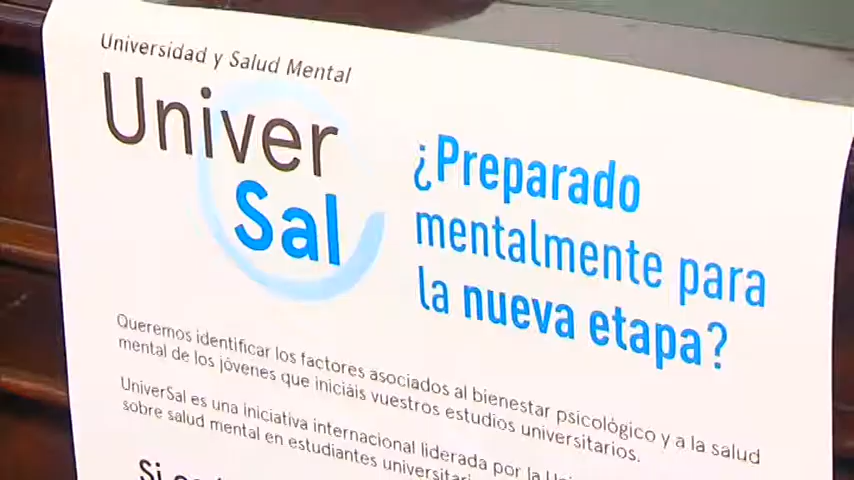 Universidad y Salud Mental
Univer
Sal
¿Preparado
mentalmente para
la nueva etapa?
Queremos identificar los factores asociados al bienestar psicológico y a la salud
mental de los jóvenes que iniciáis vuestros estudios universitarios.
UniverSal es una iniciativa internacional liderada por la
sobre salud mental en estudiantes
Si